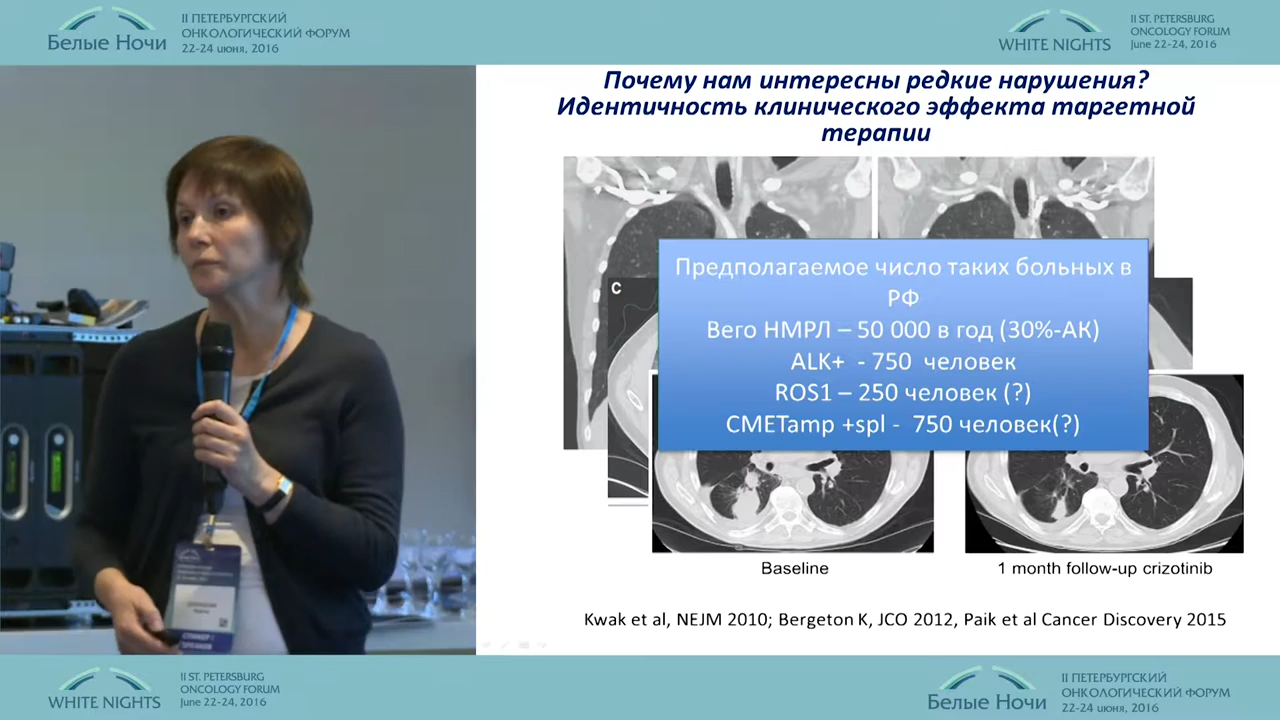 Белые Ночи
II ПЕТЕРБУРГСКИЙ
ОНКОЛОГИЧЕСКИЙ ФОРУМ
22-24 июня, 2016
WHITE NIGHTS
II ST. PETERSBURG
ONCOLOGY FORUM
June 22-24, 2016
Почему нам интересны редкие нарушения?
Идентичность клинического эффекта таргетной
терапии
C
Предполагаемое число таких больных в
РФ
Вего НМРЛ – 50 000 в год (30%-АК)
ALK+ - 750 человек
ROS1 – 250 человек (?)
CMETamp +spl - 750 человек(?)
Baseline
1 month follow-up crizotinib
Kwak et al, NEJM 2010; Bergeton K, JCO 2012, Paik et al Cancer Discovery 2015
WHITE NIGHTS
II ST. PETERSBURG
ONCOLOGY FORUM
June 22-24, 2016
Белые Ночи
II ПЕТЕРБУРГСКИЙ
ОНКОЛОГИЧЕСКИЙ ФОРУМ
22-24 июня, 2016